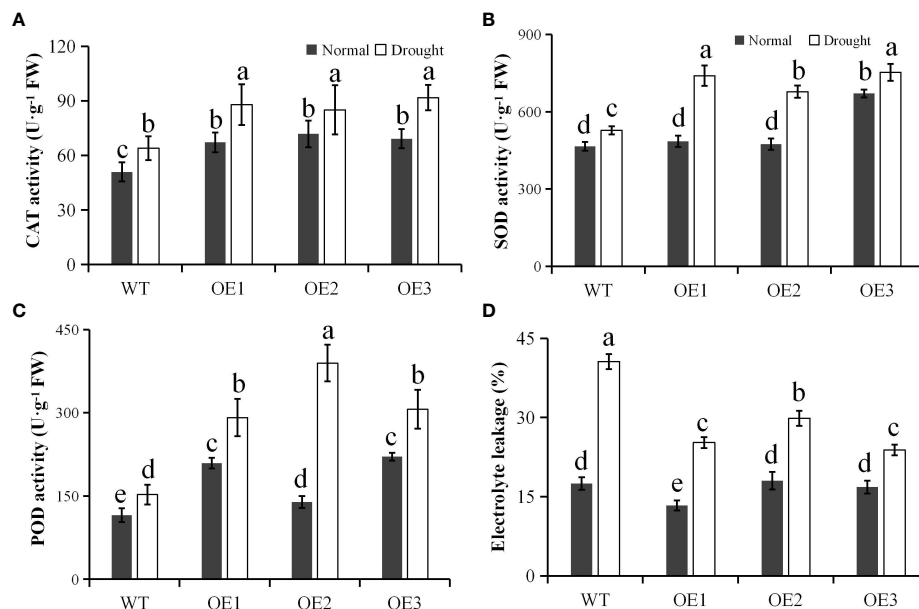 A
CAT activity (U·g⁻¹ FW)
120
90
60
30
0
Normal Drought
c b b a b a b a
WT OE1 OE2 OE3
B
SOD activity (U·g⁻¹ FW)
900
600
300
0
Normal Drought
d c d a d b b a
WT OE1 OE2 OE3
C
POD activity (U·g⁻¹ FW)
450
300
150
0
e d c b d a c b
WT OE1 OE2 OE3
D
Electrolyte leakage (%)
45
30
15
0
d a e c d b d c
WT OE1 OE2 OE3